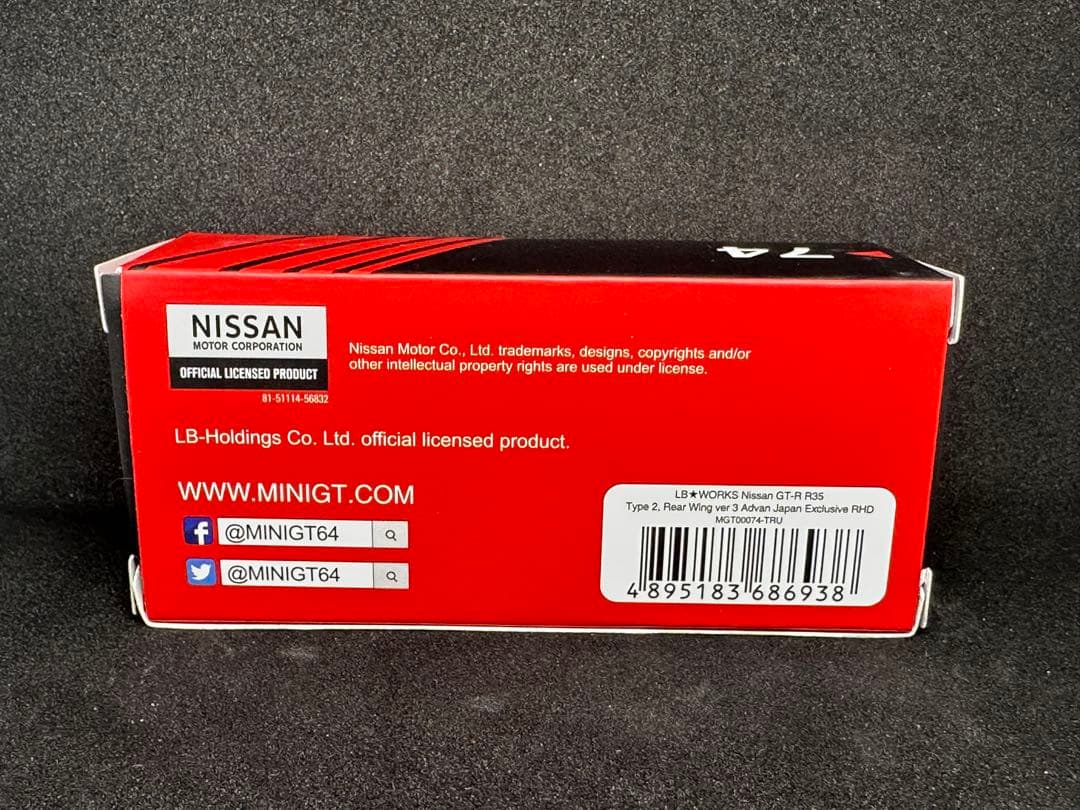 74
NISSAN
MOTOR CORPORATION
OFFICIAL LICENSED PRODUCT
81-51114-56832
Nissan Motor Co., Ltd. trademarks, designs, copyrights and/or
other intellectual property rights are used under license.
LB-Holdings Co. Ltd. official licensed product.
WWW.MINIGT.COM
f @MINIGT64
@MINIGT64
LB★WORKS Nissan GT-R R35
Type 2, Rear Wing ver 3 Advan Japan Exclusive RHD
MGT00074-TRU
4 895183 686938